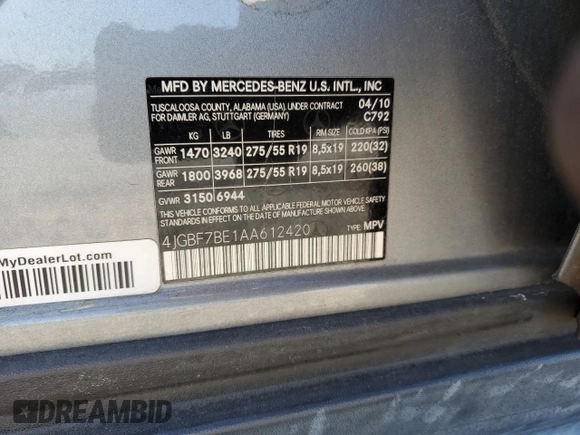 MFD BY MERCEDES-BENZ U.S. INTL., INC
TUSCALOOSA COUNTY, ALABAMA (USA) UNDER CONTRACT 04/10
FOR DAIMLER AG, STUTTGART (GERMANY) C792
KG LB TIRES RIM SIZE COLD KPA (PSI)
GAWR FRONT 1470 3240 275/55 R19 8,5x19 220(32)
GAWR REAR 1800 3968 275/55 R19 8,5x19 260(38)
GVWR 3150 6944
THIS VEHICLE CONFORMS TO ALL APPLICABLE FEDERAL MOTOR VEHICLE SAFETY
STANDARDS IN EFFECT ON THE DATE OF MANUFACTURE SHOWN ABOVE.
4JGBF7BE1AA612420 TYPE: MPV
MyDealerLot.com
DREAMBID